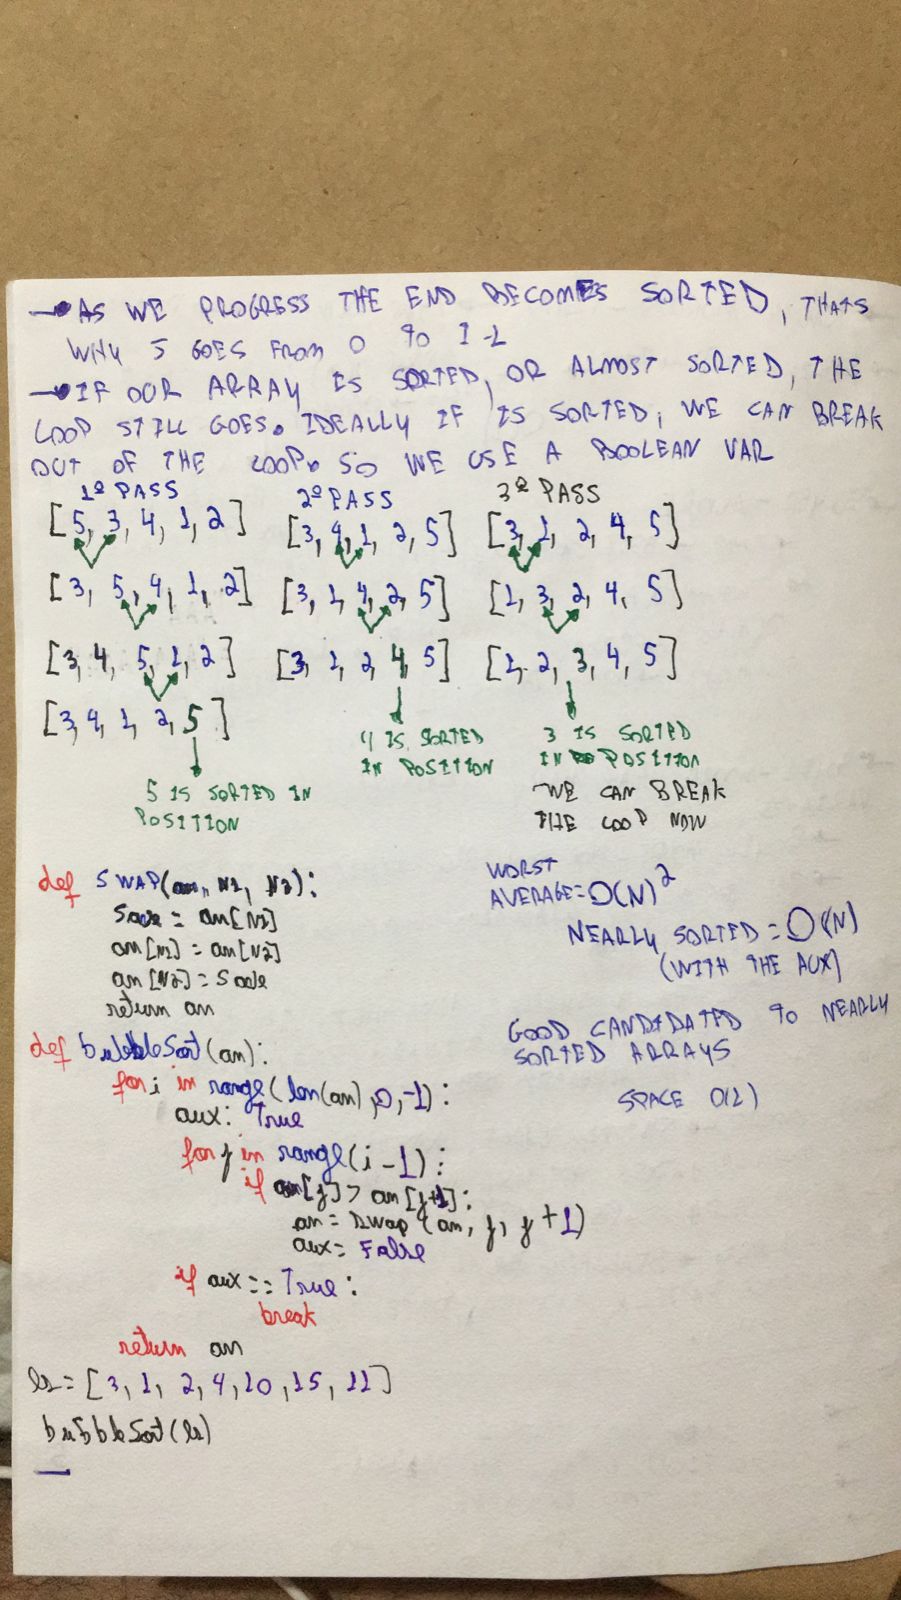 → AS WE PROGRESS THE END BECOMES SORTED, THATS
WHY J GOES FROM 0 TO I-1
→ IF OUR ARRAY IS SORTED, OR ALMOST SORTED, THE
LOOP STILL GOES. IDEALLY IF IS SORTED, WE CAN BREAK
OUT OF THE LOOP. SO WE USE A BOOLEAN VAR
1º PASS
[5, 3, 4, 1, 2]
[3, 5, 4, 1, 2]
[3, 4, 5, 1, 2]
[3, 4, 1, 2, 5]
5 IS SORTED IN
POSITION
2º PASS
[3, 4, 1, 2, 5]
[3, 1, 4, 2, 5]
[3, 1, 2, 4, 5]
4 IS SORTED
IN POSITION
3º PASS
[3, 1, 2, 4, 5]
[1, 3, 2, 4, 5]
[1, 2, 3, 4, 5]
3 IS SORTED
IN POSITION
→WE CAN BREAK
THE LOOP NOW
def SWAP(arr, N1, N2):
Save = arr[N1]
arr[N1] = arr[N2]
arr[N2] = Save
return arr
def bubbleSort(arr):
for i in range(len(arr),0,-1):
aux: True
for j in range(i-1):
if arr[j] > arr[j+1]:
arr = swap(arr, j, j+1)
aux = False
if aux == True:
break
return arr
ls = [3, 1, 2, 4, 10, 15, 11]
bubbleSort(ls)
WORST
AVERAGE = O(N)²
NEARLY SORTED = O(N)
(WITH THE AUX)
GOOD CANDIDATED TO NEARLY
SORTED ARRAYS
SPACE O(1)